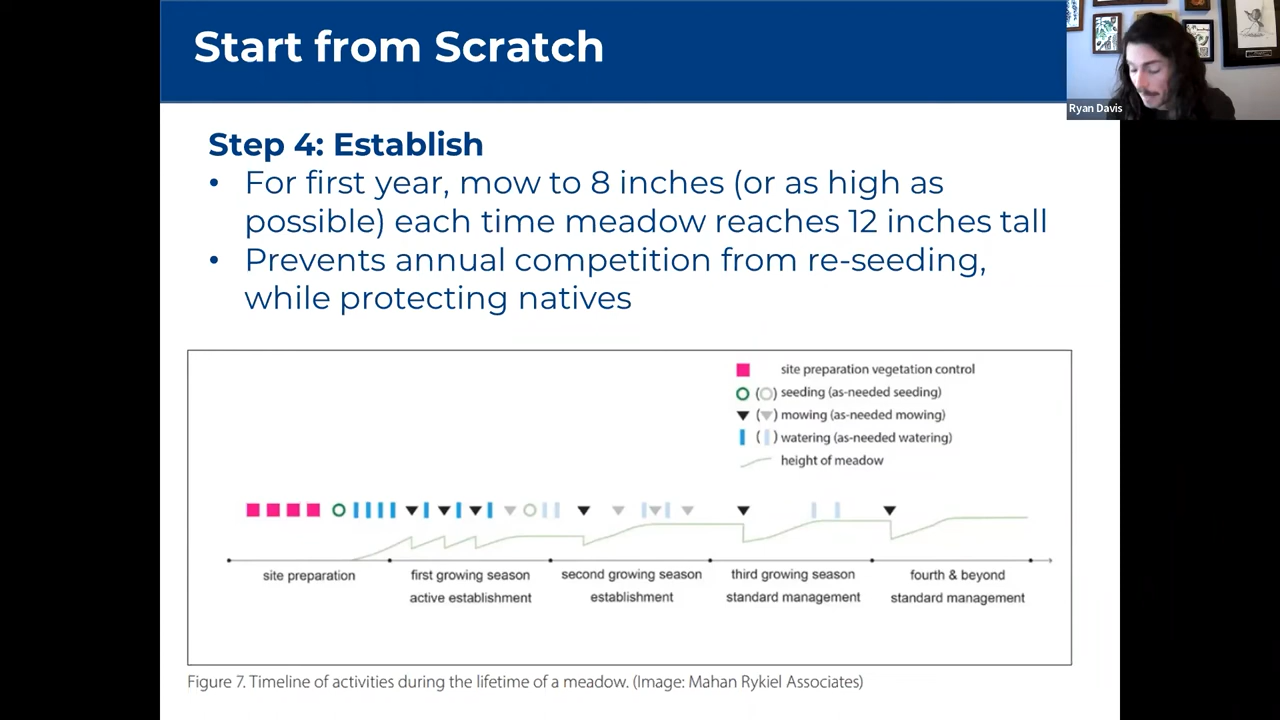 Start from Scratch
Ryan Davis
Step 4: Establish
• For first year, mow to 8 inches (or as high as
possible) each time meadow reaches 12 inches tall
• Prevents annual competition from re-seeding,
while protecting natives
site preparation vegetation control
( ) seeding (as-needed seeding)
( ) mowing (as-needed mowing)
( ) watering (as-needed watering)
height of meadow
site preparation
first growing season
active establishment
second growing season
establishment
third growing season
standard management
fourth & beyond
standard management
Figure 7. Timeline of activities during the lifetime of a meadow. (Image: Mahan Rykiel Associates)